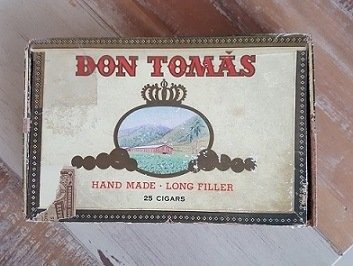 DON TOMÁS
HAND MADE · LONG FILLER
25 CIGARS